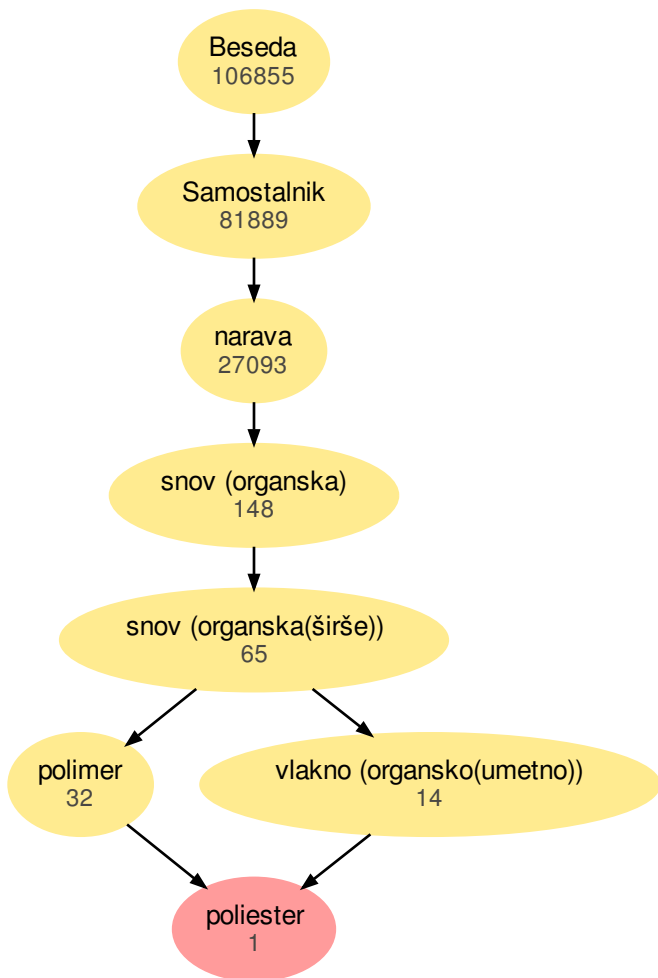 Beseda
106855
Samostalnik
81889
narava
27093
snov (organska)
148
snov (organska(širše))
65
polimer
32
vlakno (organsko(umetno))
14
poliester
1